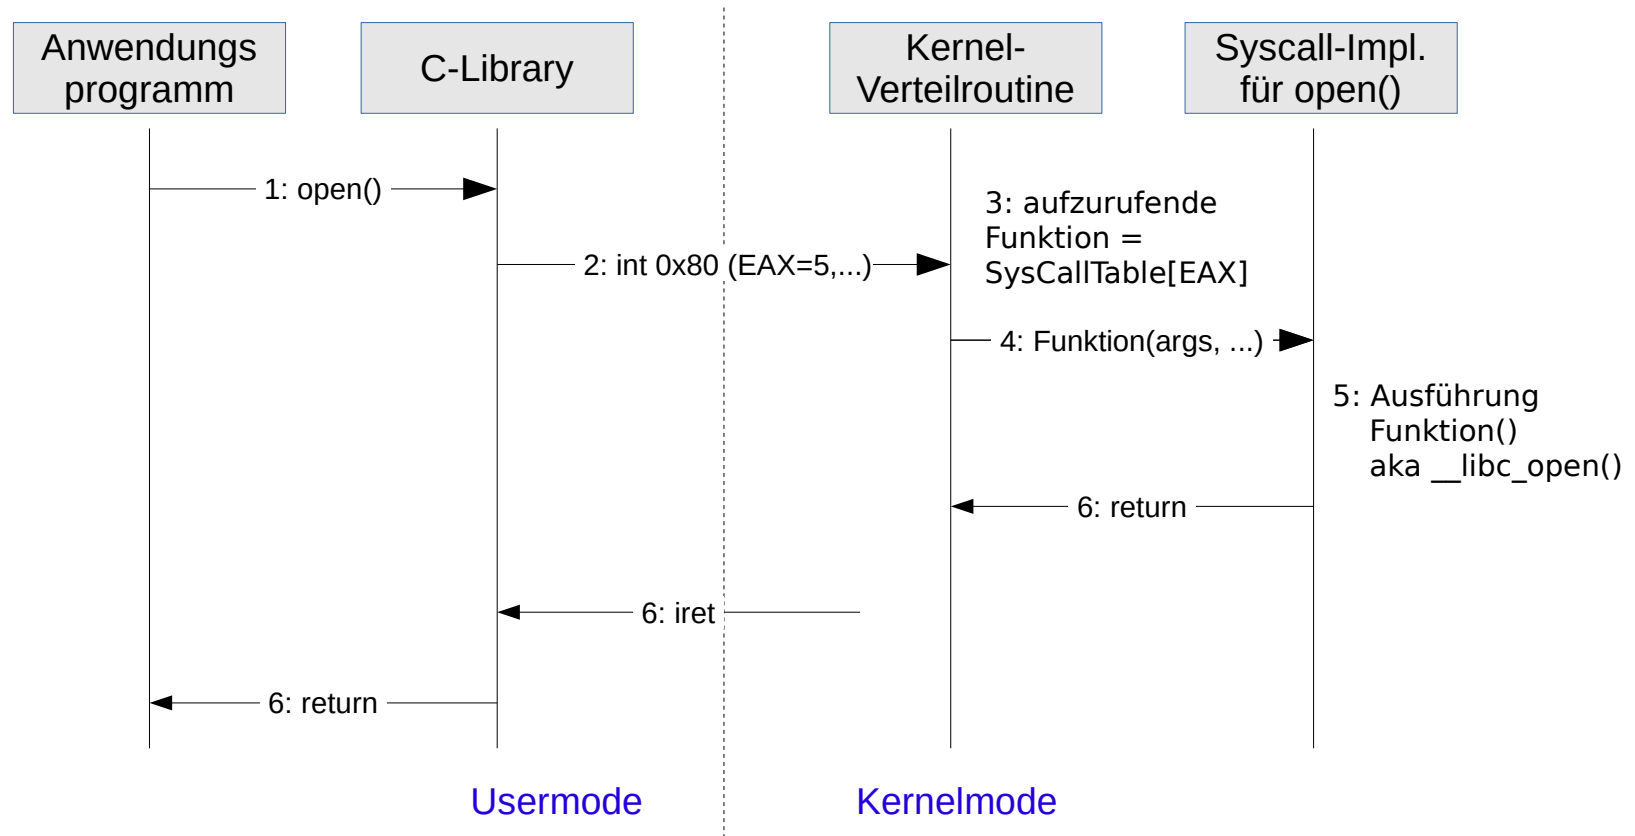 Anwendungs
programm
C-Library
Kernel-
Verteilroutine
Syscall-Impl.
für open()
1: open()
2: int 0x80 (EAX=5,...)
3: aufzurufende
Funktion =
SysCallTable[EAX]
4: Funktion(args, ...)
5: Ausführung
Funktion()
aka __libc_open()
6: return
6: iret
6: return
Usermode
Kernelmode